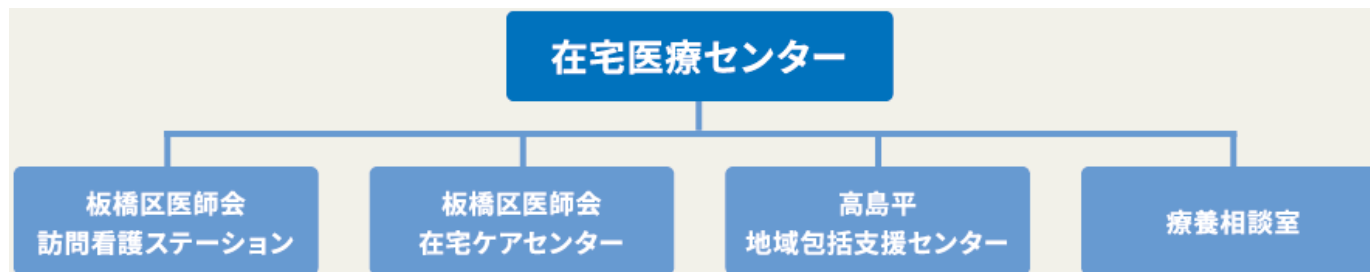 在宅医療センター
板橋区医師会
訪問看護ステーション
板橋区医師会
在宅ケアセンター
高島平
地域包括支援センター
療養相談室